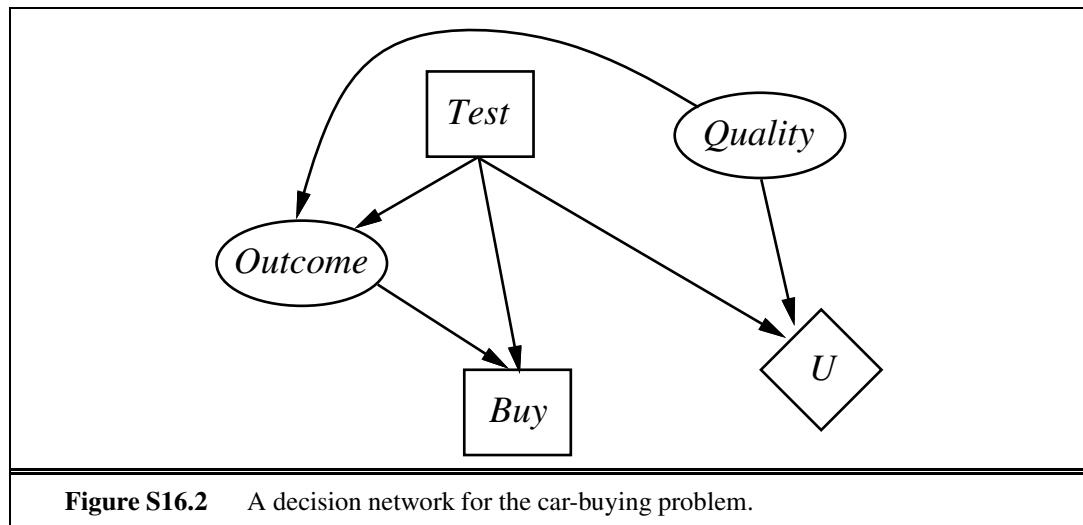 Test
Quality
Outcome
U
Buy
Figure S16.2 A decision network for the car-buying problem.